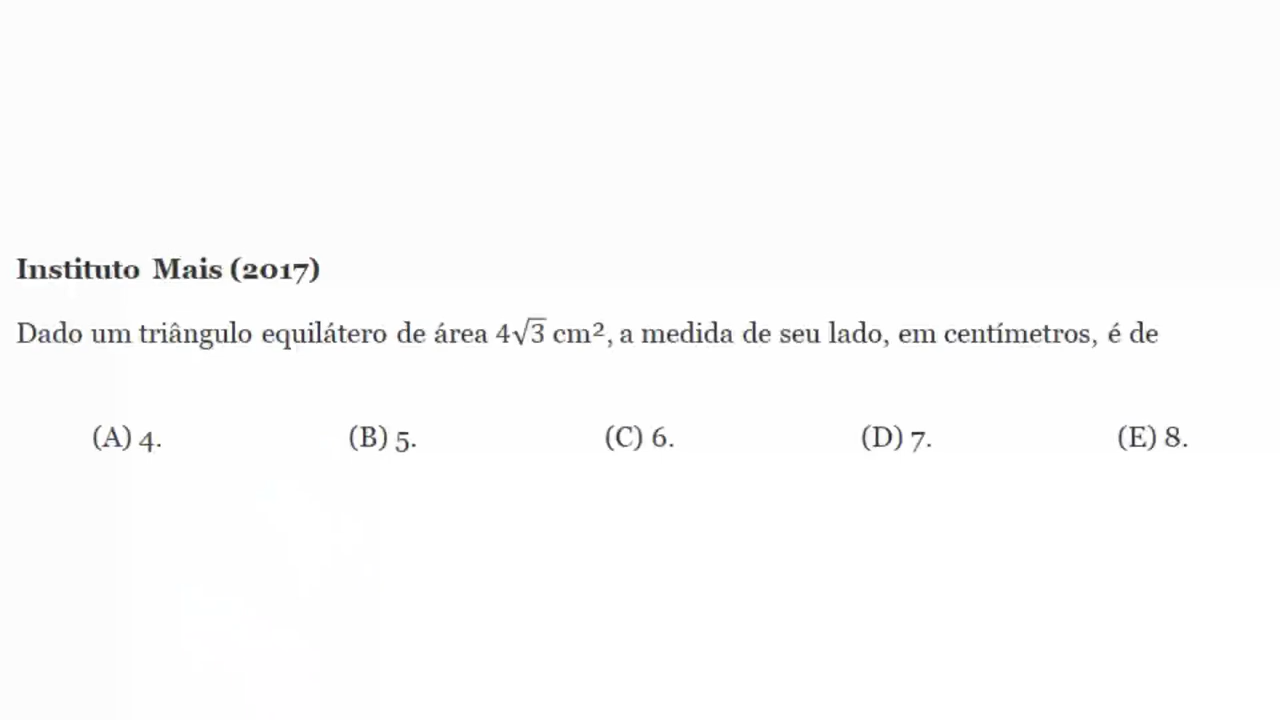 Instituto Mais (2017)
Dado um triângulo equilátero de área 4√3 cm², a medida de seu lado, em centímetros, é de
(A) 4. (B) 5. (C) 6. (D) 7. (E) 8.